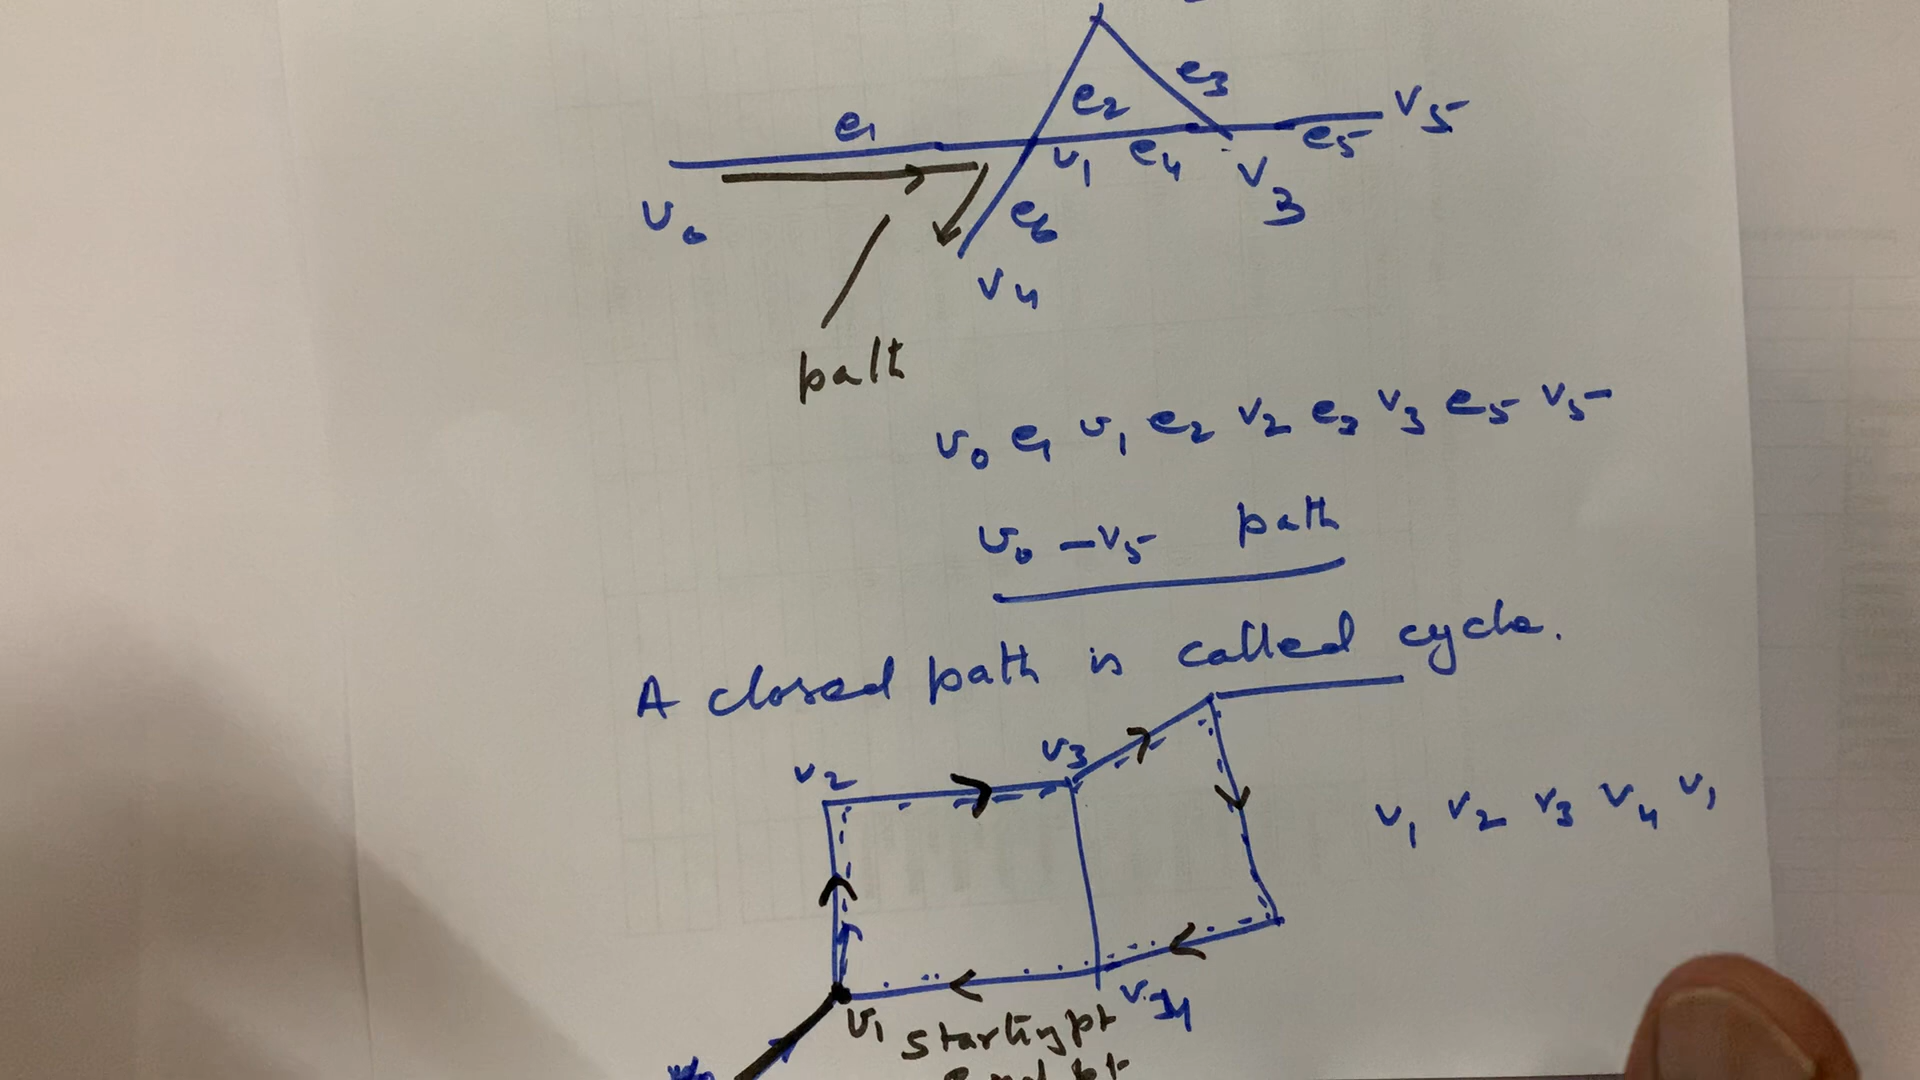 e3
e2
e1
v5
e5
v1 e4
v3
v0
e6
v4
path
v0 e1 v1 e2 v2 e3 v3 e5 v5
v0 - v5 path
A closed path is called cycle.
v3
v2
v1 v2 v3 v4 v1
v4
v1 starting pt
end pt